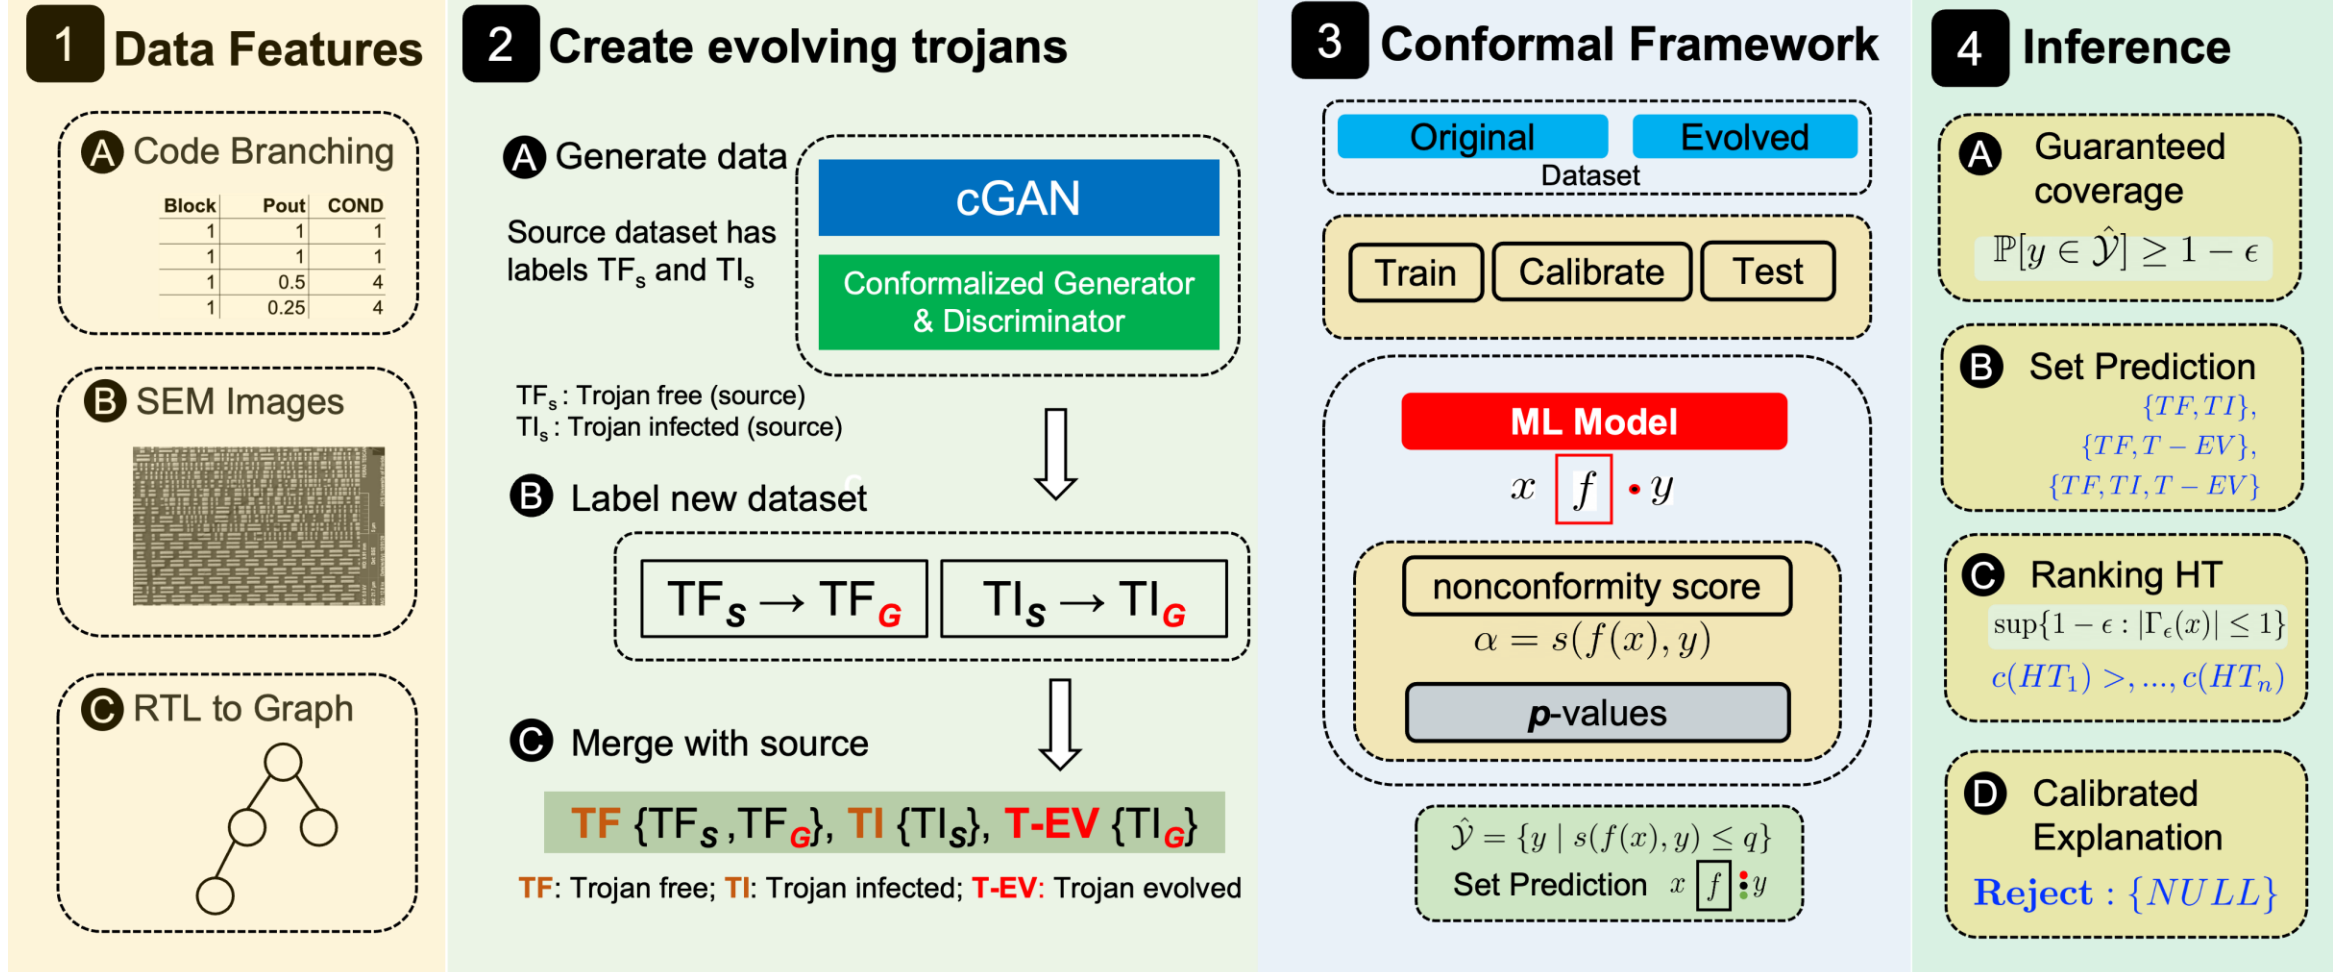 1 Data Features
A Code Branching
Block Pout COND
1 1 1
1 1 1
1 0.5 4
1 0.25 4
B SEM Images
C RTL to Graph
2 Create evolving trojans
A Generate data
Source dataset has
labels TFs and TIs
cGAN
Conformalized Generator
& Discriminator
TFs : Trojan free (source)
TIs : Trojan infected (source)
B Label new dataset
TFS → TFG
TIS → TIG
C Merge with source
TF {TFS ,TFG}, TI {TIS}, T-EV {TIG}
TF: Trojan free; TI: Trojan infected; T-EV: Trojan evolved
3 Conformal Framework
Original Evolved
Dataset
Train Calibrate Test
ML Model
x f y
nonconformity score
α = s(f(x), y)
p-values
Ŷ = {y | s(f(x), y) ≤ q}
Set Prediction x f y
4 Inference
A Guaranteed
coverage
ℙ[y ∈ Ŷ] ≥ 1 − ϵ
B Set Prediction
{TF, TI},
{TF, T − EV},
{TF, TI, T − EV}
C Ranking HT
sup{1 − ϵ : |Γϵ(x)| ≤ 1}
c(HT1) >, ..., c(HTn)
D Calibrated
Explanation
Reject : {NULL}